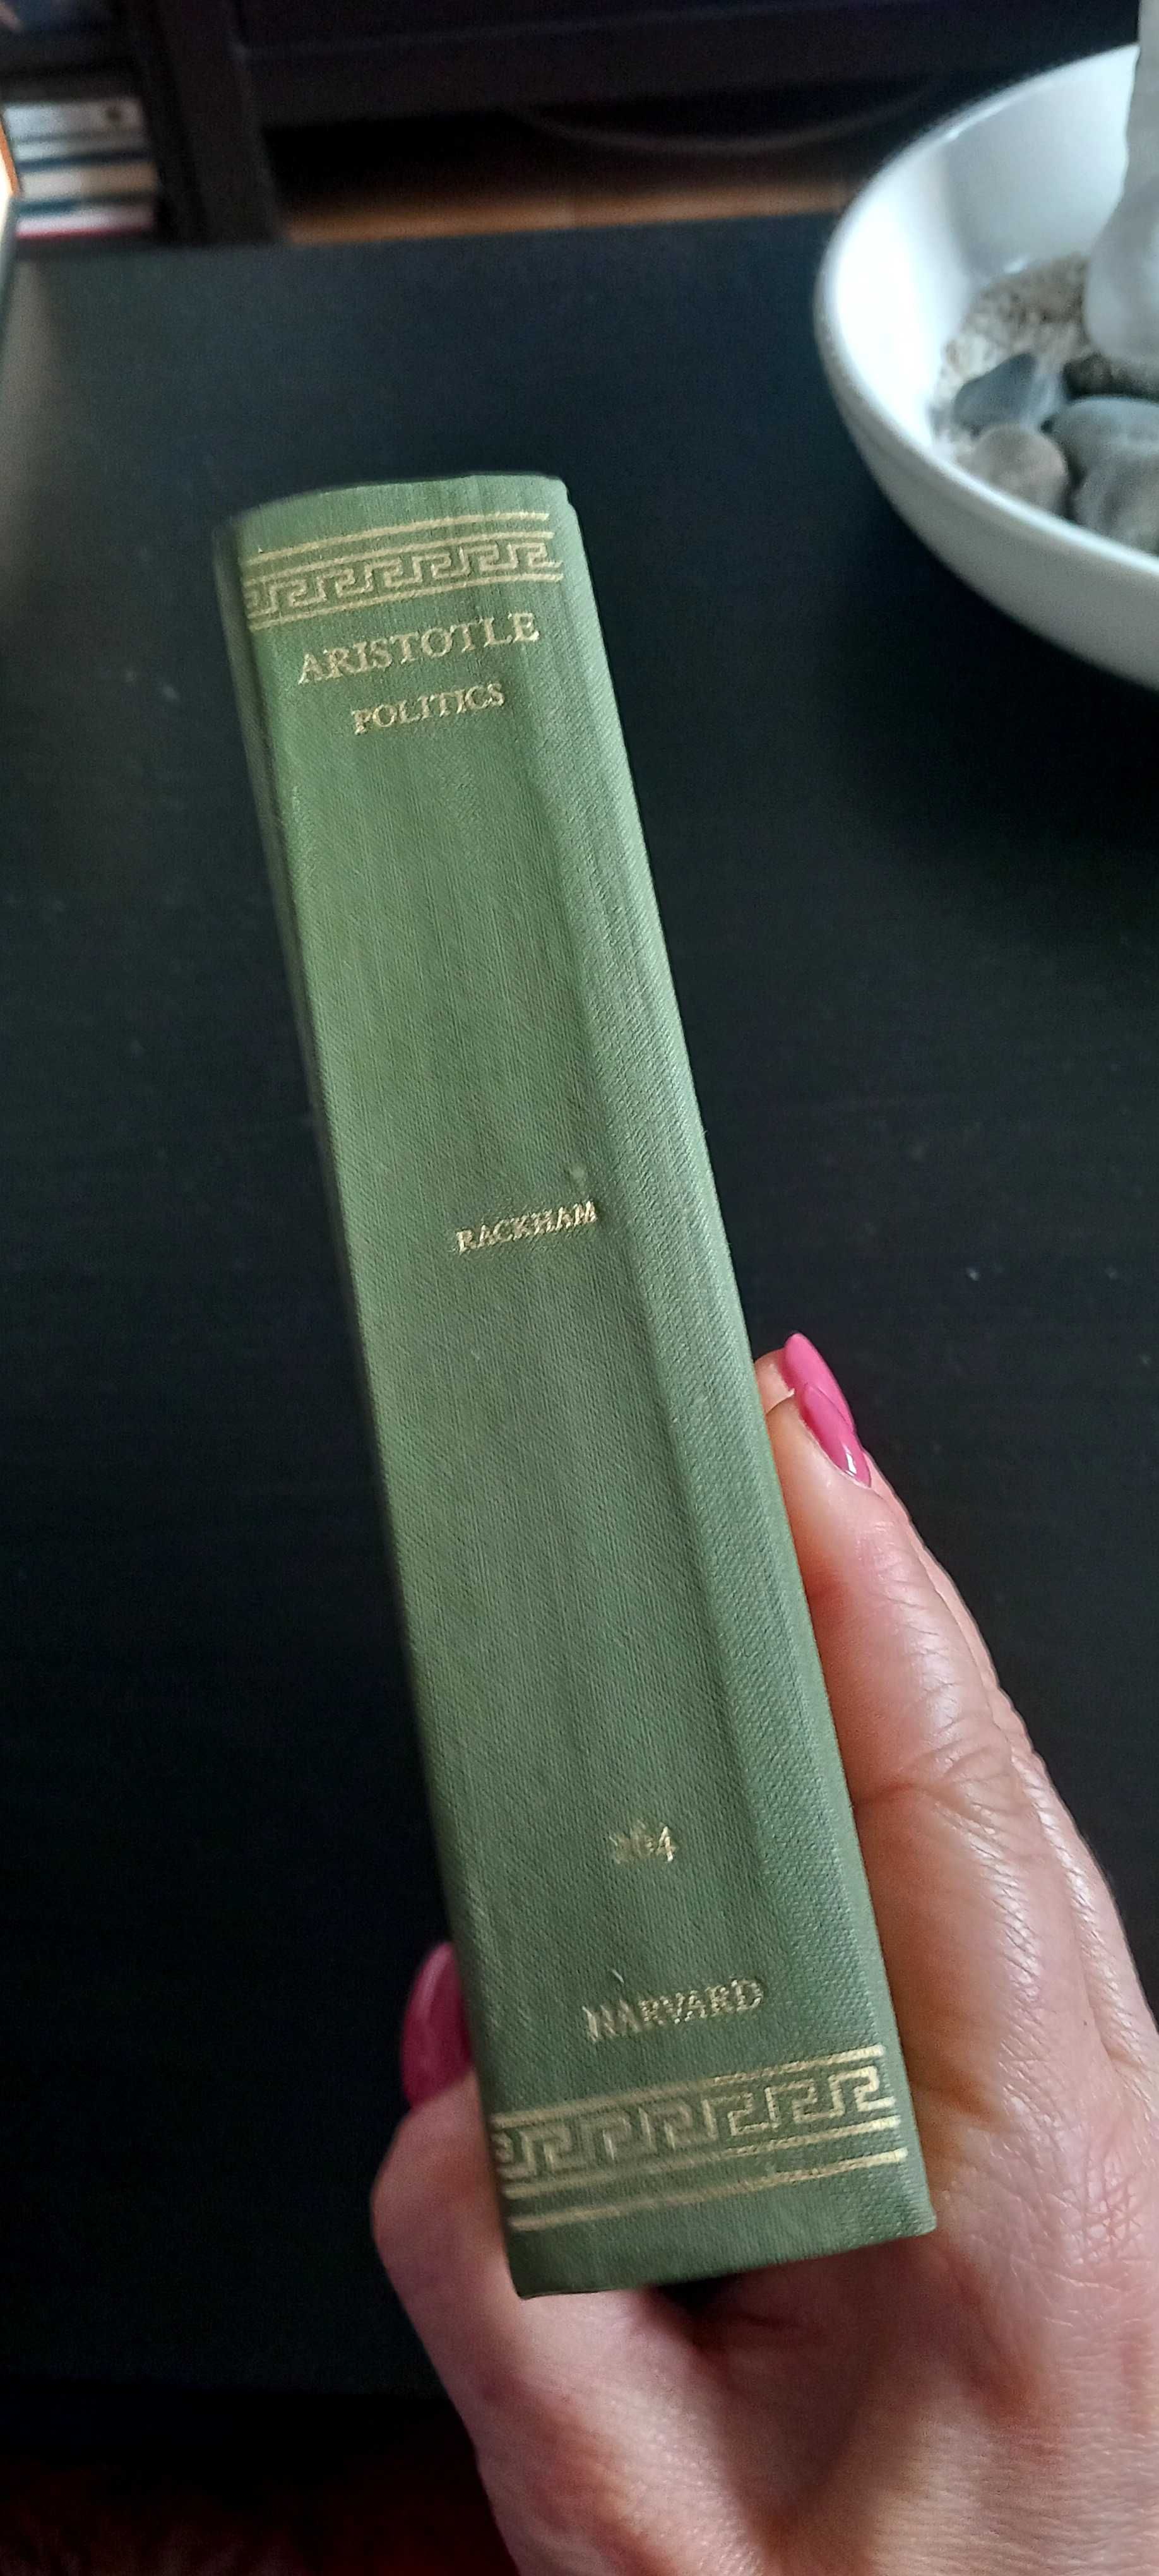 ARISTOTLE
POLITICS
RACKHAM
264
HARVARD